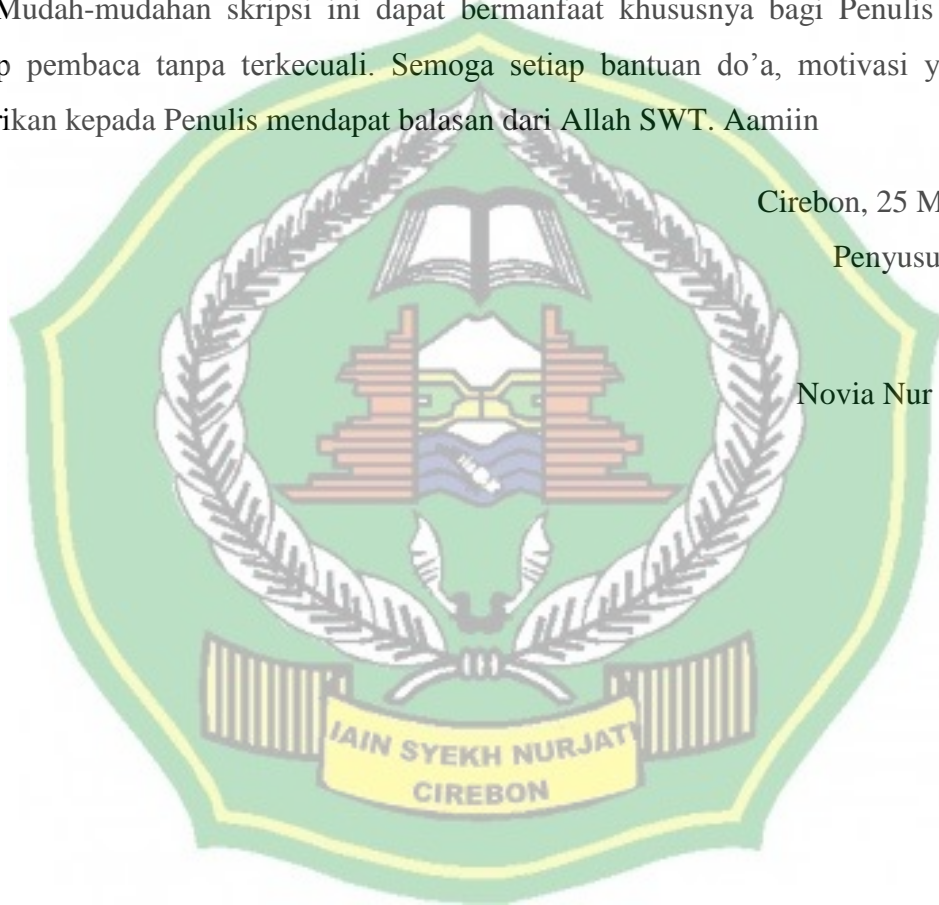 Mudah-mudahan skripsi ini dapat bermanfaat khususnya bagi Penulis
p pembaca tanpa terkecuali. Semoga setiap bantuan do’a, motivasi y
rikan kepada Penulis mendapat balasan dari Allah SWT. Aamiin
Cirebon, 25 M
Penyusu
Novia Nur
IAIN SYEKH NURJATI
CIREBON